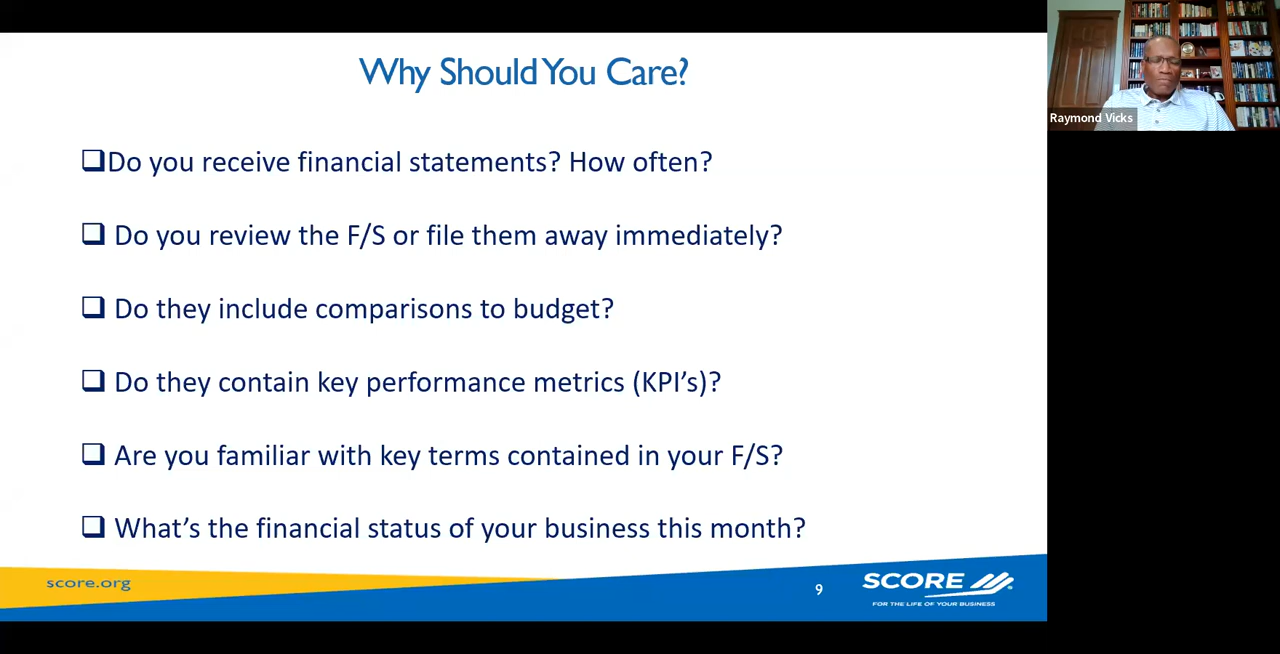 Why Should You Care?
❑Do you receive financial statements? How often?
❑ Do you review the F/S or file them away immediately?
❑ Do they include comparisons to budget?
❑ Do they contain key performance metrics (KPI’s)?
❑ Are you familiar with key terms contained in your F/S?
❑ What’s the financial status of your business this month?
score.org
9
SCORE
FOR THE LIFE OF YOUR BUSINESS
Raymond Vicks